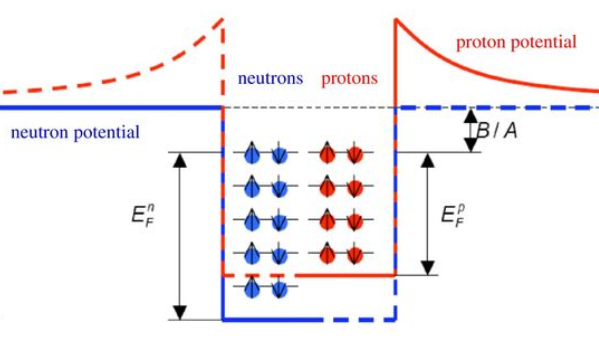 proton potential
neutrons protons
neutron potential
B / A
E_F^n
E_F^p